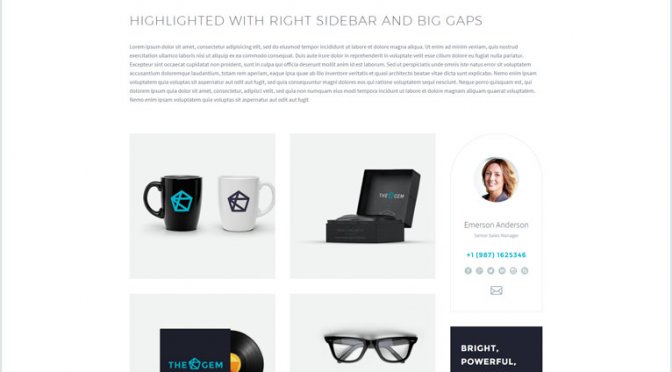 HIGHLIGHTED WITH RIGHT SIDEBAR AND BIG GAPS
Lorem ipsum dolor sit amet, consectetur adipiscing elit, sed do eiusmod tempor incididunt ut labore et dolore magna aliqua. Ut enim ad minim veniam, quis nostrud
exercitation ullamco laboris nisi ut aliquip ex ea commodo consequat. Duis aute irure dolor in reprehenderit in voluptate velit esse cillum dolore eu fugiat nulla pariatur.
Excepteur sint occaecat cupidatat non proident, sunt in culpa qui officia deserunt mollit anim id est laborum. Sed ut perspiciatis unde omnis iste natus error sit voluptatem
accusantium doloremque laudantium, totam rem aperiam, eaque ipsa quae ab illo inventore veritatis et quasi architecto beatae vitae dicta sunt explicabo. Nemo enim ipsam
voluptatem quia voluptas sit aspernatur aut odit aut fugit, sed quia consequuntur magni dolores eos qui ratione voluptatem sequi nesciunt. Neque porro quisquam est, qui
dolorem ipsum quia dolor sit amet, consectetur, adipisci velit, sed quia non numquam eius modi tempora incidunt ut labore et dolore magnam aliquam quaerat voluptatem.
Nemo enim ipsam voluptatem quia voluptas sit aspernatur aut odit aut fugit
THE GEM
Emerson Anderson
Senior Sales Manager
+1 (987) 1625346
THE GEM
BRIGHT,
POWERFUL,